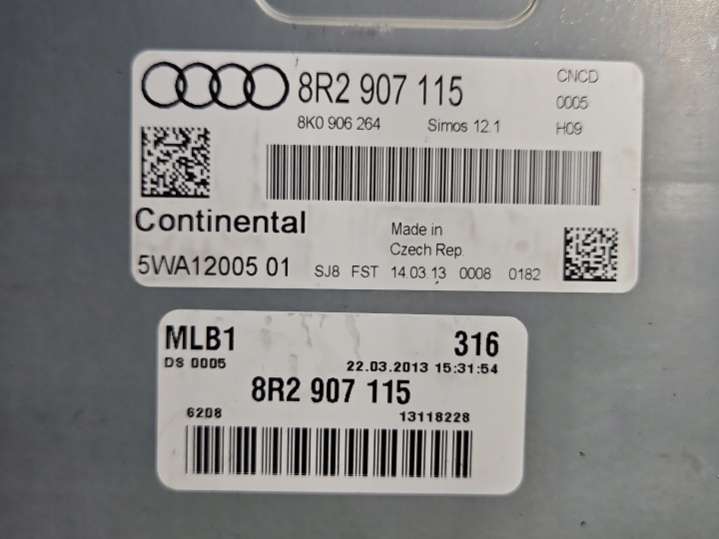 8R2 907 115
CNCD
0005
8K0 906 264 Simos 12.1 H09
Continental
Made in
Czech Rep
5WA12005 01 SJ8 FST 14.03.13 0008 0182
MLB1 316
DS 0005 22.03.2013 15:31:54
8R2 907 115
6208 13118228